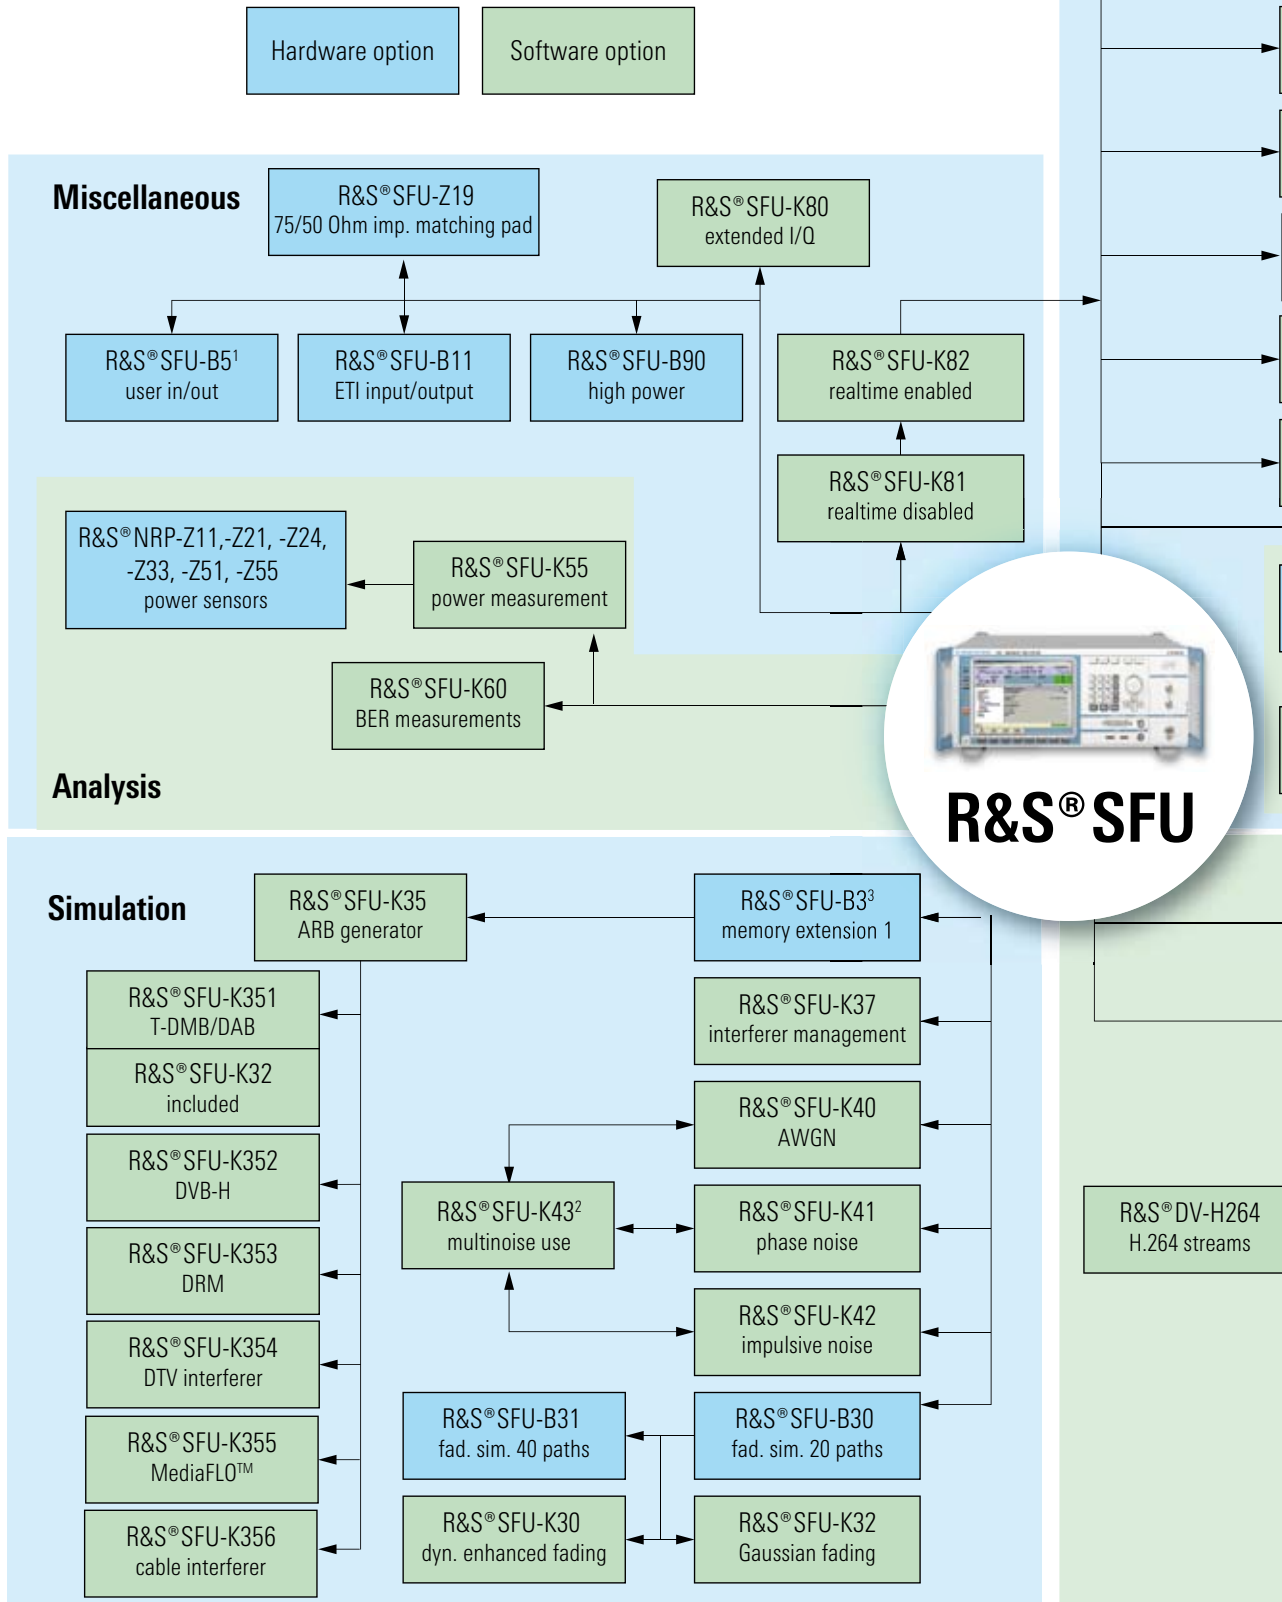 Hardware option
Software option
Miscellaneous
R&S®SFU-Z19
75/50 Ohm imp. matching pad
R&S®SFU-K80
extended I/Q
R&S®SFU-B5¹
user in/out
R&S®SFU-B11
ETI input/output
R&S®SFU-B90
high power
R&S®SFU-K82
realtime enabled
R&S®SFU-K81
realtime disabled
R&S®NRP-Z11,-Z21, -Z24,
-Z33, -Z51, -Z55
power sensors
R&S®SFU-K55
power measurement
R&S®SFU-K60
BER measurements
Analysis
R&S®SFU
Simulation
R&S®SFU-K35
ARB generator
R&S®SFU-B3³
memory extension 1
R&S®SFU-K351
T-DMB/DAB
R&S®SFU-K32
included
R&S®SFU-K37
interferer management
R&S®SFU-K40
AWGN
R&S®SFU-K352
DVB-H
R&S®SFU-K43²
multinoise use
R&S®SFU-K41
phase noise
R&S®DV-H264
H.264 streams
R&S®SFU-K353
DRM
R&S®SFU-K354
DTV interferer
R&S®SFU-K42
impulsive noise
R&S®SFU-K355
MediaFLO™
R&S®SFU-B31
fad. sim. 40 paths
R&S®SFU-B30
fad. sim. 20 paths
R&S®SFU-K356
cable interferer
R&S®SFU-K30
dyn. enhanced fading
R&S®SFU-K32
Gaussian fading